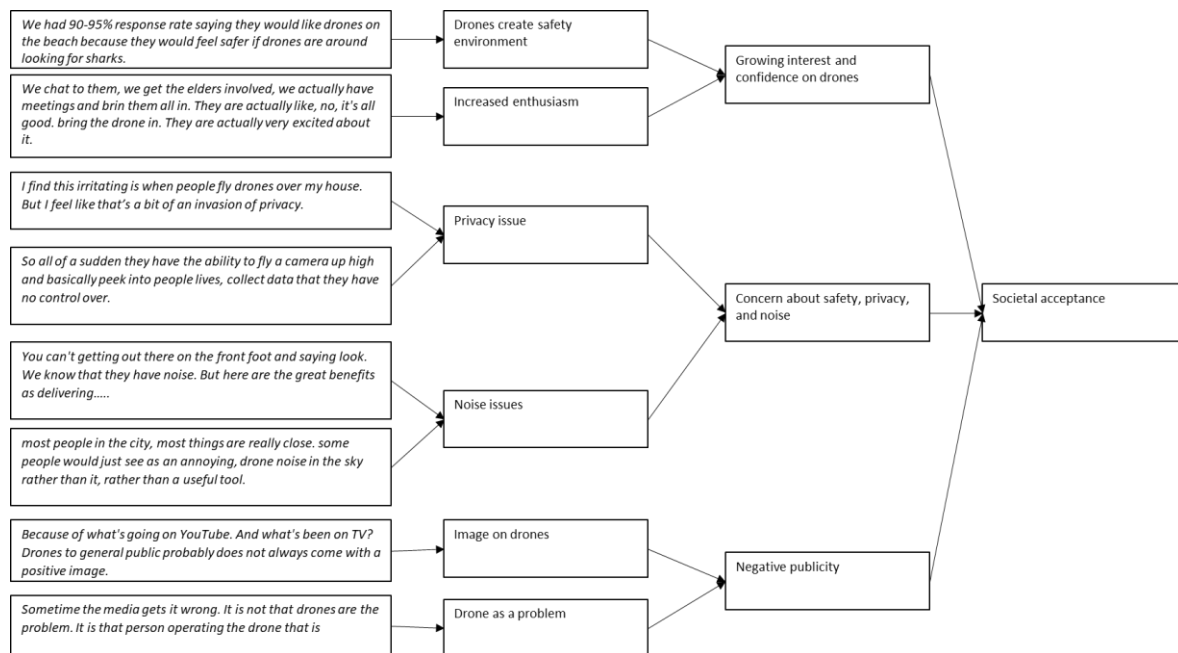 We had 90-95% response rate saying they would like drones on
the beach because they would feel safer if drones are around
looking for sharks.
Drones create safety
environment
Growing interest and
confidence on drones
We chat to them, we get the elders involved, we actually have
meetings and brin them all in. They are actually like, no, it's all
good. bring the drone in. They are actually very excited about
it.
Increased enthusiasm
I find this irritating is when people fly drones over my house.
But I feel like that's a bit of an invasion of privacy.
Privacy issue
So all of a sudden they have the ability to fly a camera up high
and basically peek into people lives, collect data that they have
no control over.
Concern about safety, privacy,
and noise
Societal acceptance
You can't getting out there on the front foot and saying look.
We know that they have noise. But here are the great benefits
as delivering.....
Noise issues
most people in the city, most things are really close. some
people would just see as an annoying, drone noise in the sky
rather than it, rather than a useful tool.
Because of what's going on YouTube. And what's been on TV?
Drones to general public probably does not always come with a
positive image.
Image on drones
Negative publicity
Sometime the media gets it wrong. It is not that drones are the
problem. It is that person operating the drone that is
Drone as a problem